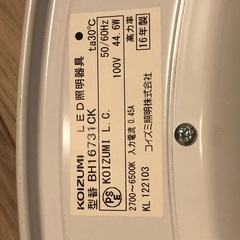 KOIZUMI LED照明器具 ta30℃
型番 BH16731CK
50/60Hz 高力率
100V 44.6W 16年製
PS E KOIZUMI L.C.
2700～6500K 入力電流 0.45A
KL 122103 コイズミ照明株式会社